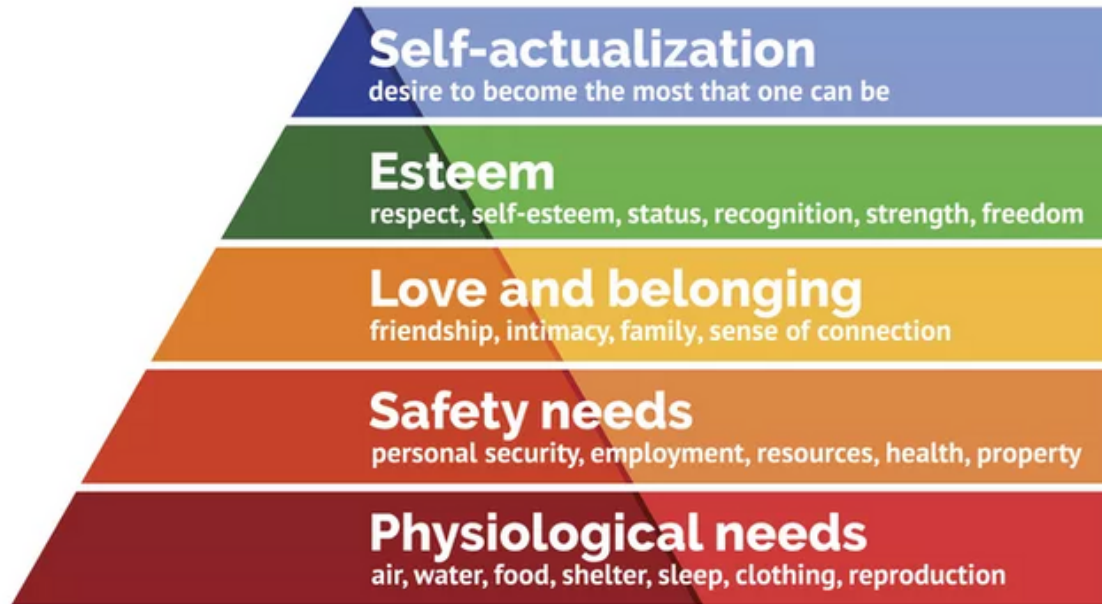 Self-actualization
desire to become the most that one can be
Esteem
respect, self-esteem, status, recognition, strength, freedom
Love and belonging
friendship, intimacy, family, sense of connection
Safety needs
personal security, employment, resources, health, property
Physiological needs
air, water, food, shelter, sleep, clothing, reproduction